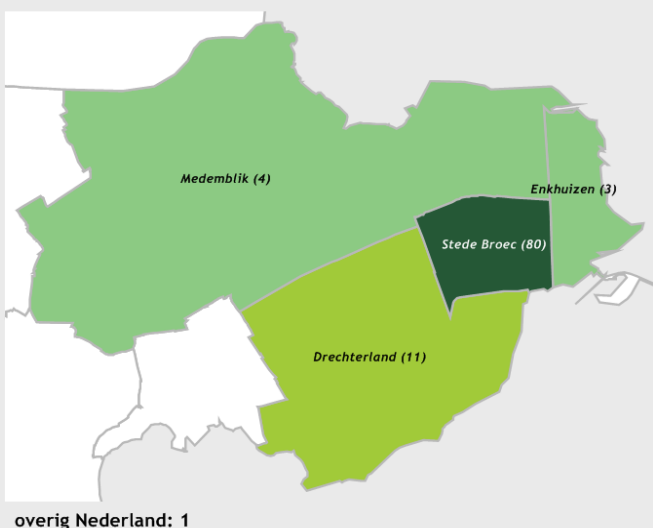 Medemblik (4)
Enkhuizen (3)
Stede Broec (80)
Drechterland (11)
overig Nederland: 1